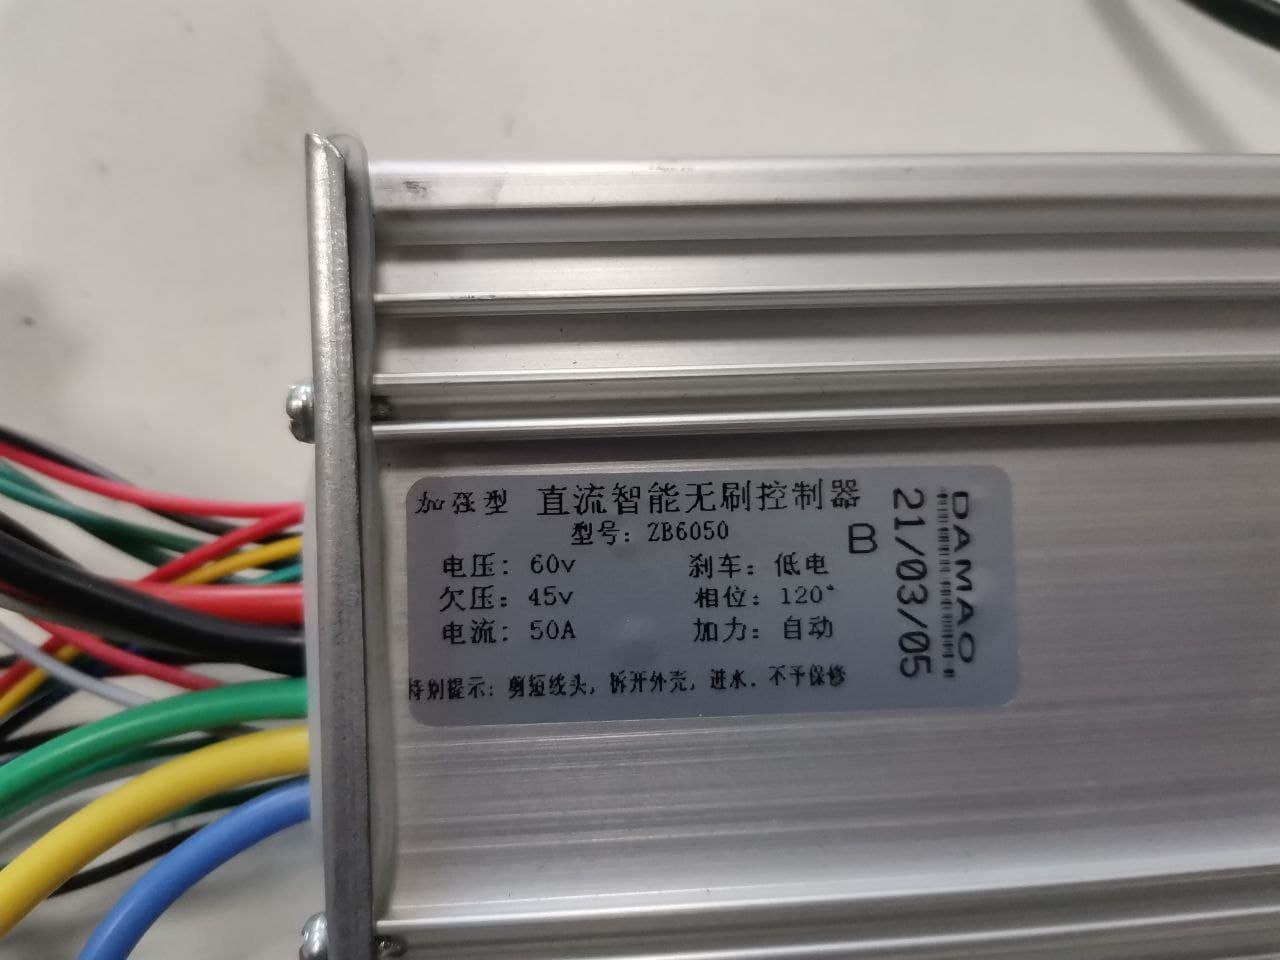 加强型 直流智能无刷控制器
型号：ZB6050
B
电压：60v 刹车：低电
欠压：45v 相位：120°
电流：50A 加力：自动
特别提示：剪短线头，拆开外壳，进水．不予保修
DAMAO
21/03/05